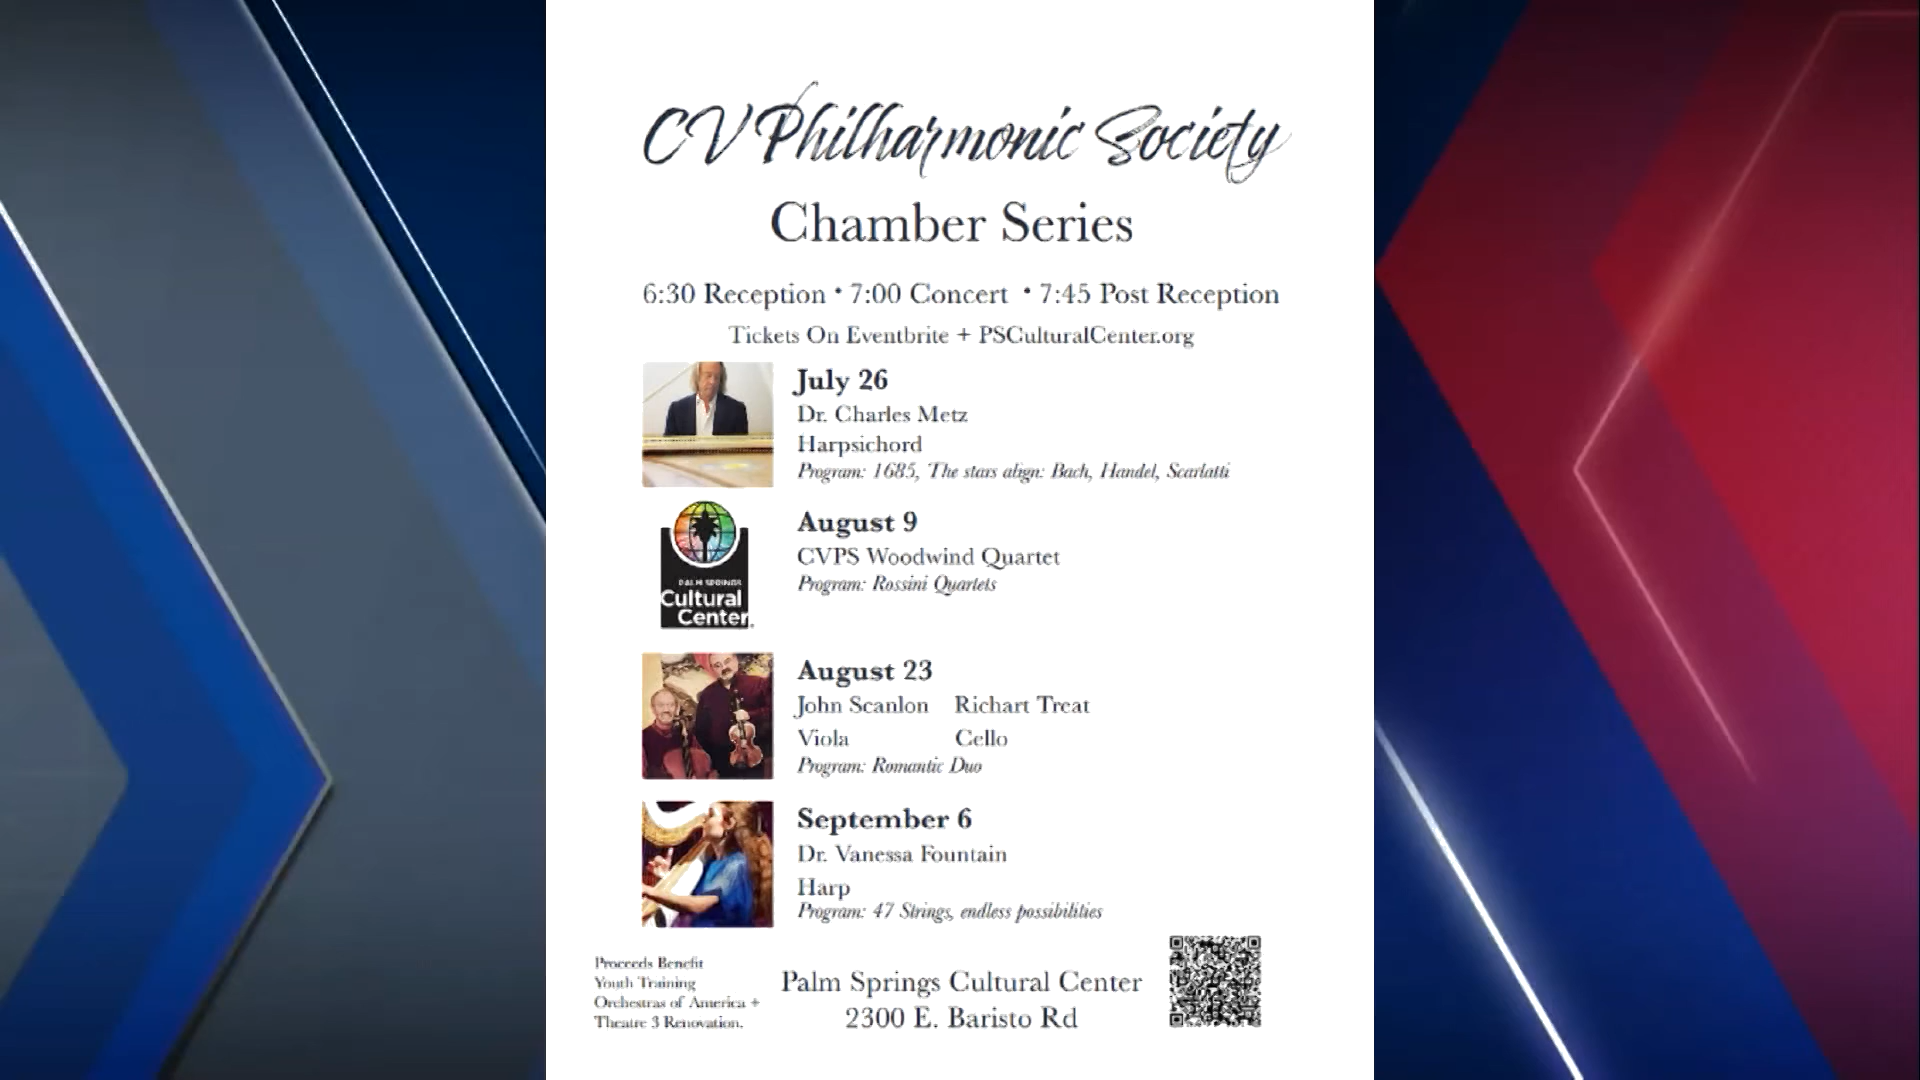 CV Philharmonic Society
Chamber Series
6:30 Reception • 7:00 Concert • 7:45 Post Reception
Tickets On Eventbrite + PSCulturalCenter.org
July 26
Dr. Charles Metz
Harpsichord
Program: 1685, The stars align: Bach, Handel, Scarlatti
PALM SPRINGS
Cultural
Center
August 9
CVPS Woodwind Quartet
Program: Rossini Quartets
August 23
John Scanlon Richart Treat
Viola Cello
Program: Romantic Duo
September 6
Dr. Vanessa Fountain
Harp
Program: 47 Strings, endless possibilities
Proceeds Benefit
Youth Training
Orchestras of America +
Theatre 3 Renovation.
Palm Springs Cultural Center
2300 E. Baristo Rd